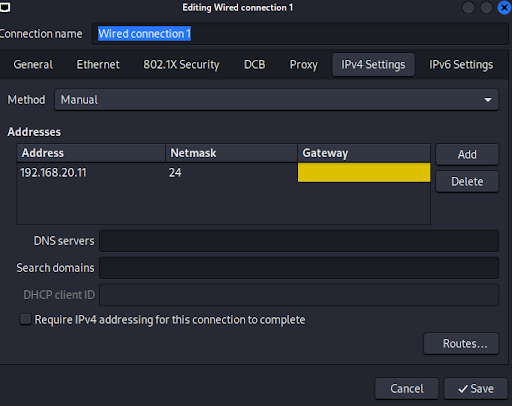 Editing Wired connection 1
Connection name Wired connection 1
General Ethernet 802.1X Security DCB Proxy IPv4 Settings IPv6 Settings
Method Manual
Addresses
Address Netmask Gateway Add
192.168.20.11 24
Delete
DNS servers
Search domains
DHCP client ID
Require IPv4 addressing for this connection to complete
Routes...
Cancel Save